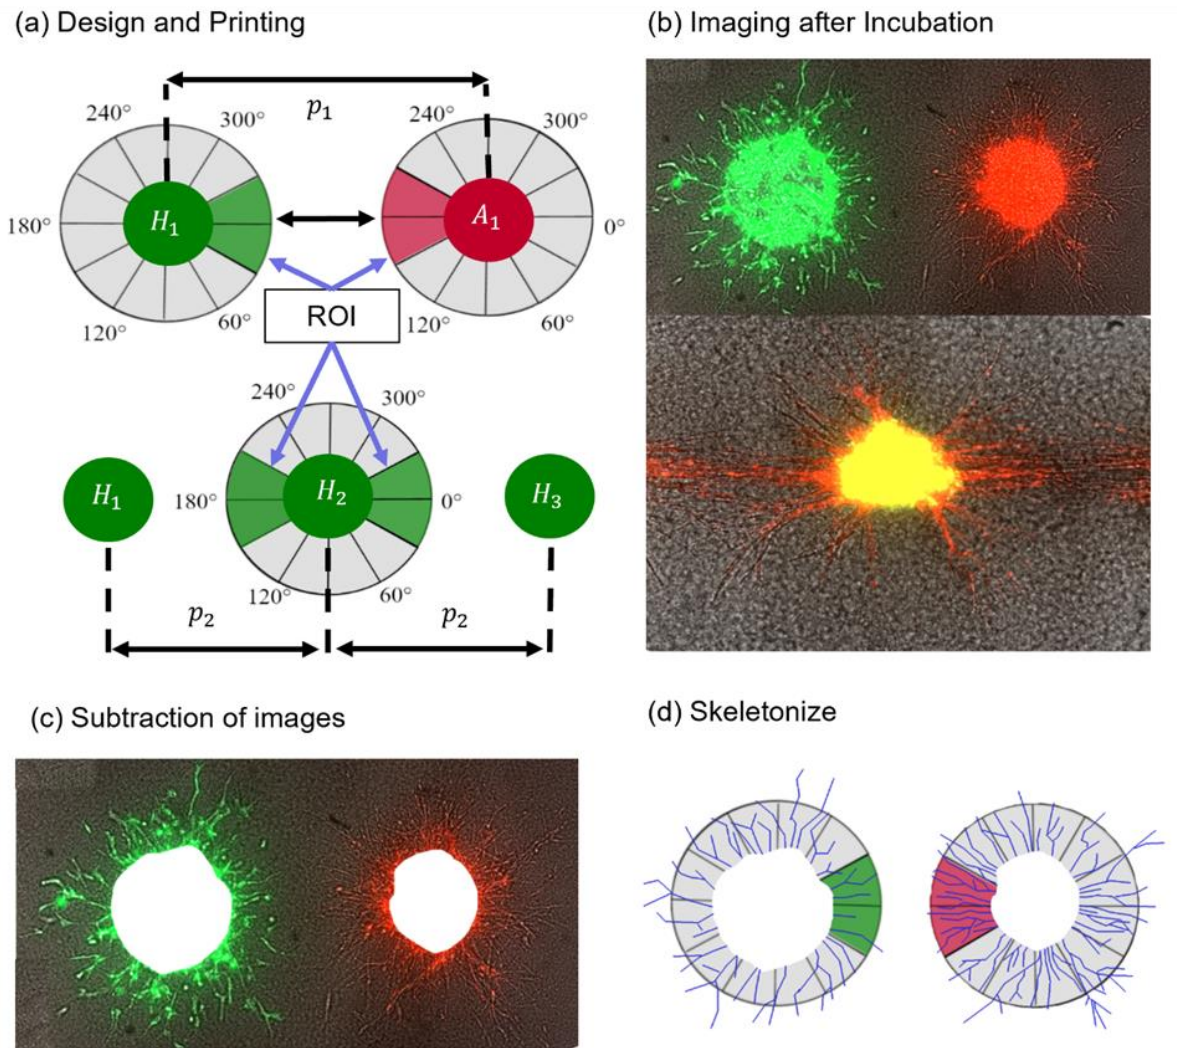 (a) Design and Printing
(b) Imaging after Incubation
p₁
240°
300°
240°
300°
H₁
A₁
180°
0°
120°
60°
120°
60°
ROI
240°
300°
H₁
180°
H₂
0°
H₃
120°
60°
p₂
p₂
(c) Subtraction of images
(d) Skeletonize